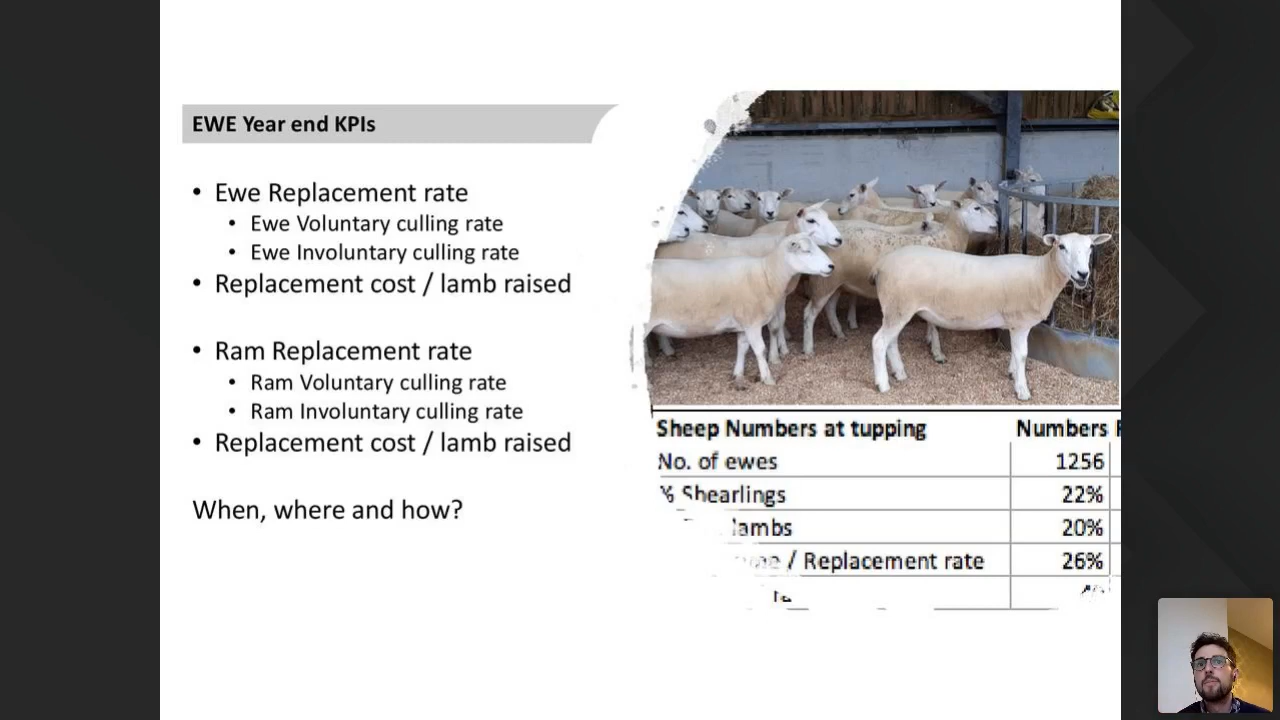 EWE Year end KPIs
• Ewe Replacement rate
• Ewe Voluntary culling rate
• Ewe Involuntary culling rate
• Replacement cost / lamb raised
• Ram Replacement rate
• Ram Voluntary culling rate
• Ram Involuntary culling rate
• Replacement cost / lamb raised
When, where and how?
Sheep Numbers at tupping Numbers
No. of ewes 1256
% Shearlings 22%
lambs 20%
/ Replacement rate 26%